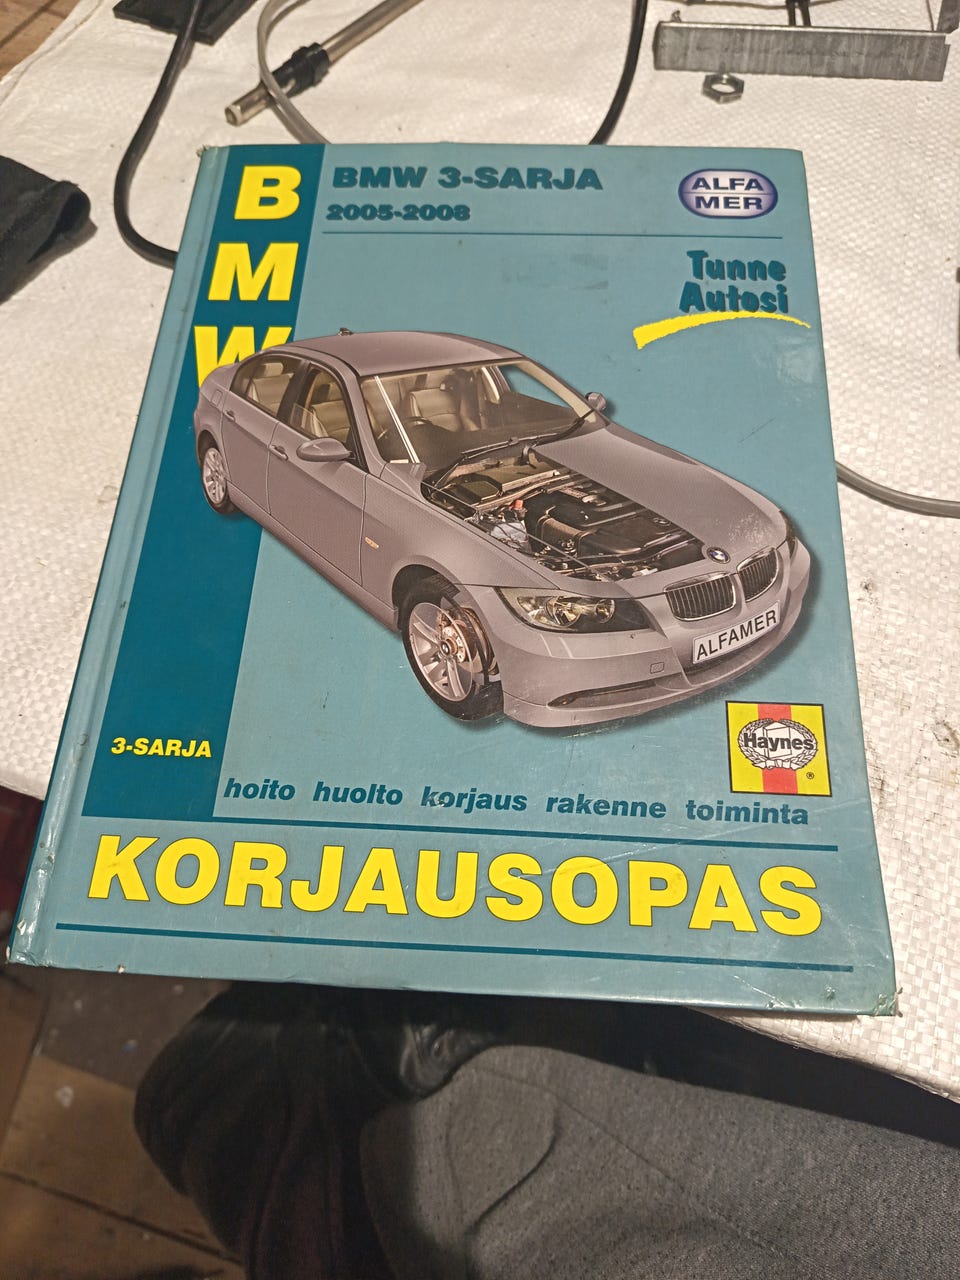 BMW
BMW 3-SARJA
2005-2008
ALFA
MER
Tunne
Autosi
ALFAMER
Haynes
®
3-SARJA
hoito huolto korjaus rakenne toiminta
KORJAUSOPAS